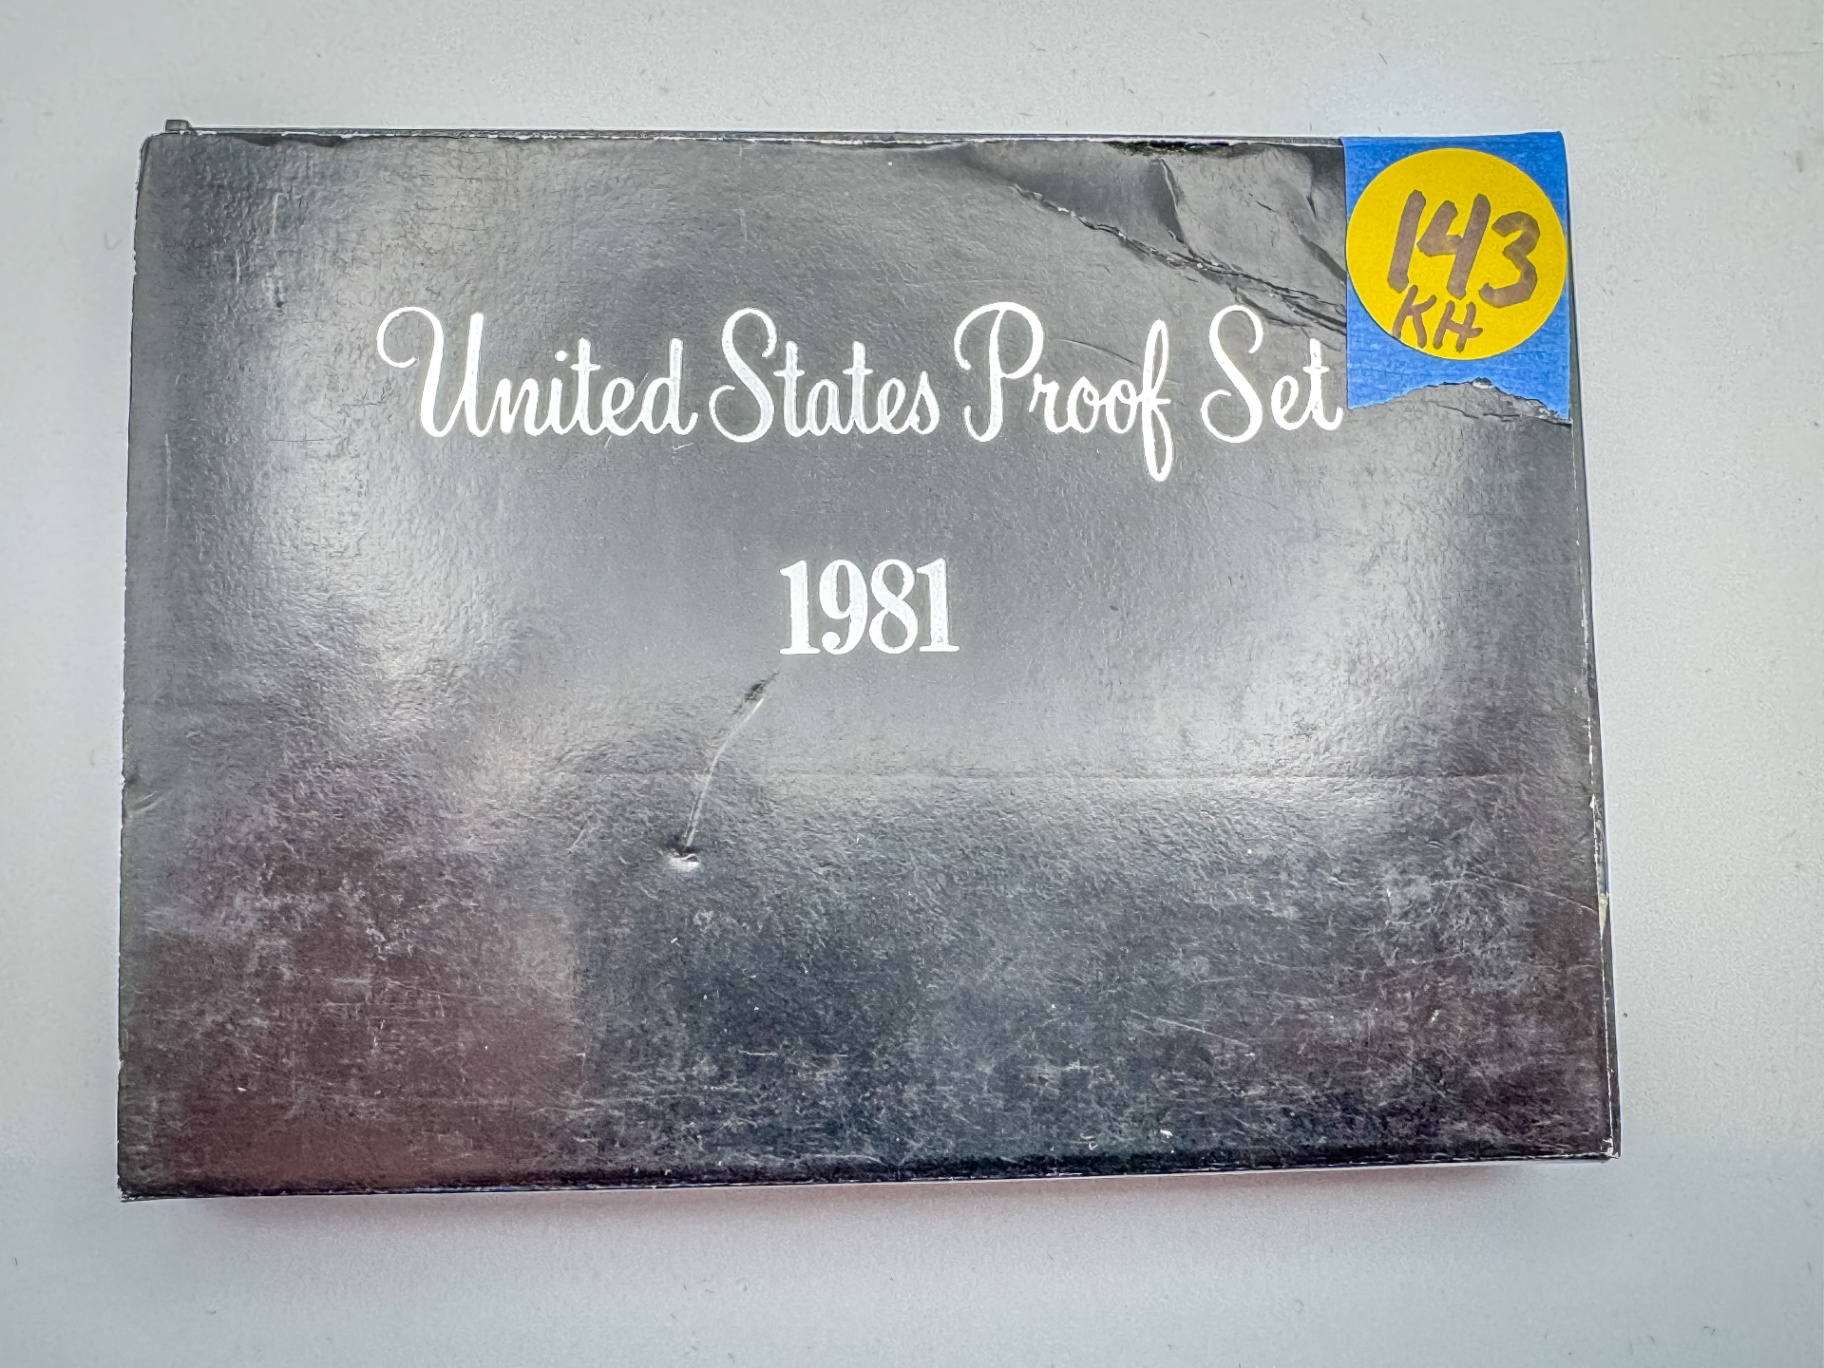 143
KH
United States Proof Set
1981